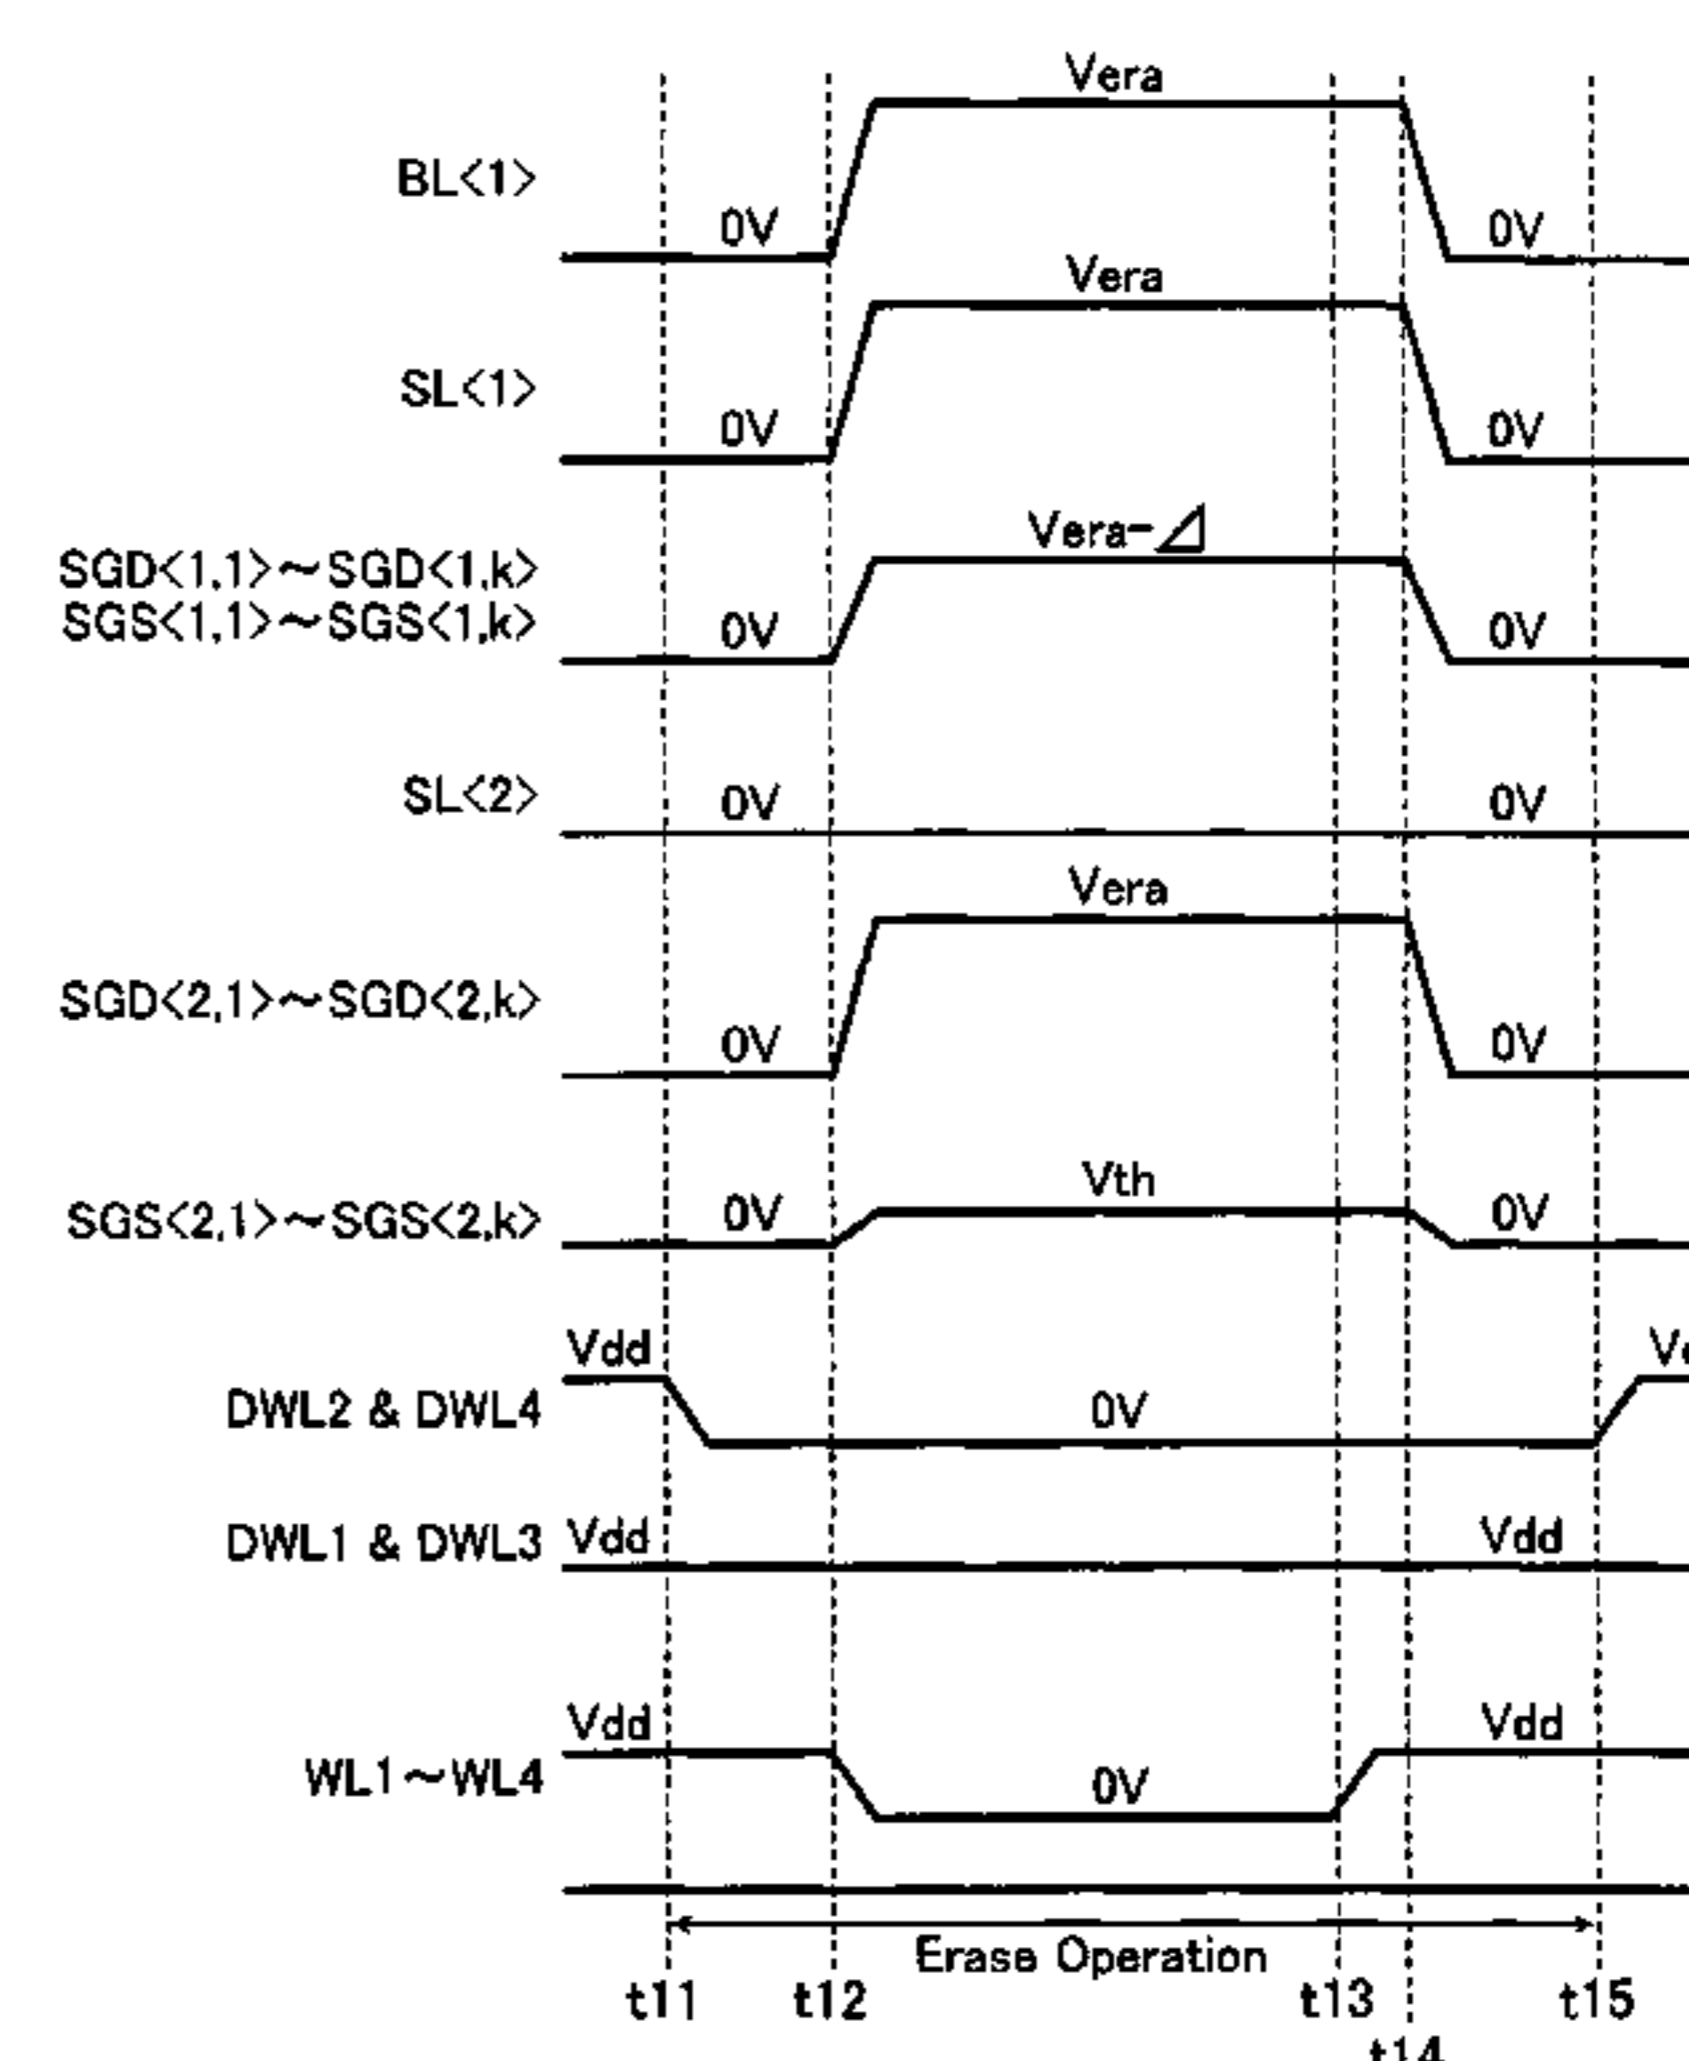 Vera
BL<1>
0V 0V
Vera
SL<1>
0V 0V
Vera-⊿
SGD<1,1>～SGD<1,k>
SGS<1,1>～SGS<1,k> 0V 0V
SL<2> 0V 0V
Vera
SGD<2,1>～SGD<2,k>
0V 0V
Vth
SGS<2,1>～SGS<2,k> 0V 0V
Vdd
DWL2 & DWL4 0V
DWL1 & DWL3 Vdd Vdd
Vdd Vdd
WL1～WL4 0V
Erase Operation
t11 t12 t13 t15
t14